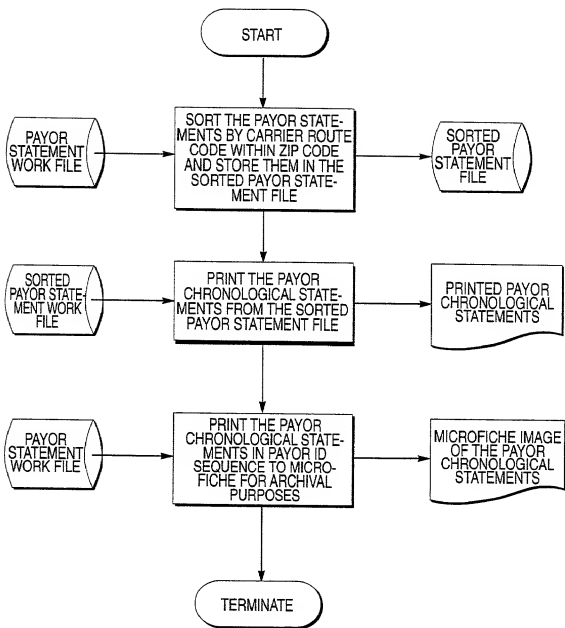 START
PAYOR
STATEMENT
WORK FILE
SORT THE PAYOR STATE-
MENTS BY CARRIER ROUTE
CODE WITHIN ZIP CODE
AND STORE THEM IN THE
SORTED PAYOR STATE-
MENT FILE
SORTED
PAYOR
STATEMENT
FILE
SORTED
PAYOR STATE-
MENT WORK
FILE
PRINT THE PAYOR
CHRONOLOGICAL STATE-
MENTS FROM THE SORTED
PAYOR STATEMENT FILE
PRINTED PAYOR
CHRONOLOGICAL
STATEMENTS
PAYOR
STATEMENT
WORK FILE
PRINT THE PAYOR
CHRONOLOGICAL STATE-
MENTS IN PAYOR ID
SEQUENCE TO MICRO-
FICHE FOR ARCHIVAL
PURPOSES
MICROFICHE IMAGE
OF THE PAYOR
CHRONOLOGICAL
STATEMENTS
TERMINATE